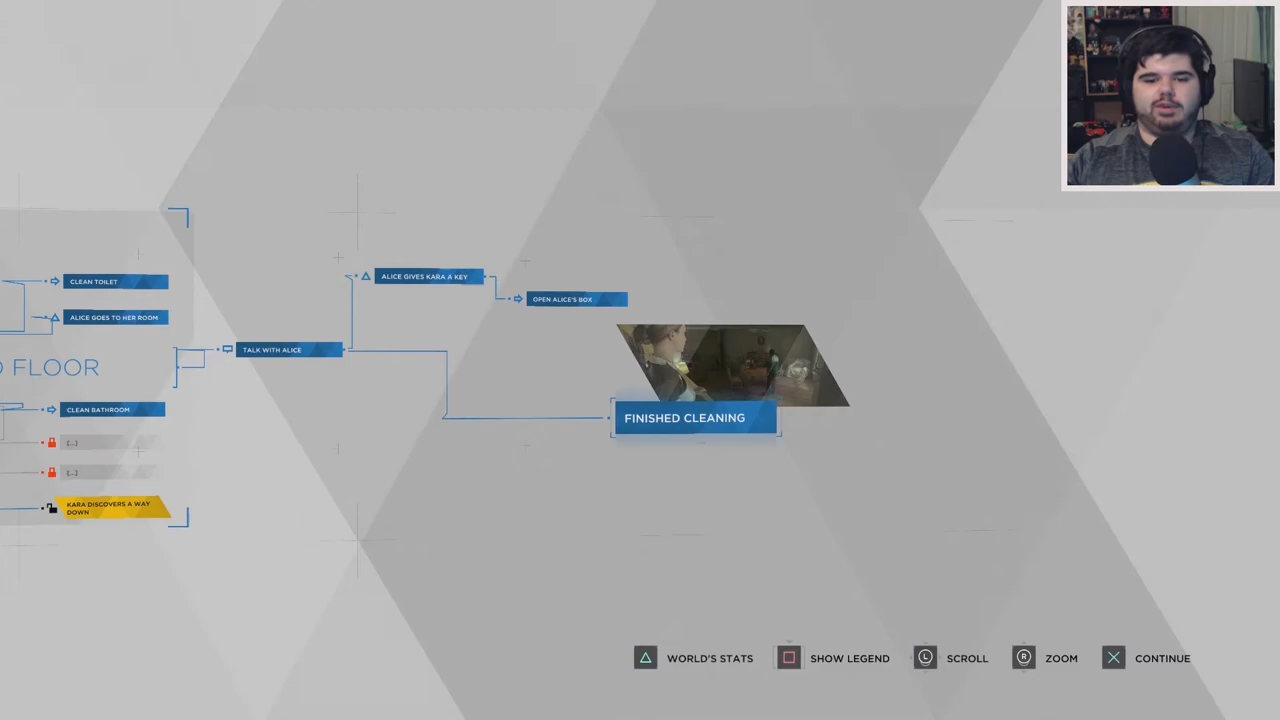 CLEAN TOILET
ALICE GOES TO HER ROOM
FLOOR
CLEAN BATHROOM
[...]
[...]
KARA DISCOVERS A WAY
DOWN
TALK WITH ALICE
ALICE GIVES KARA A KEY
OPEN ALICE'S BOX
FINISHED CLEANING
WORLD'S STATS
SHOW LEGEND
L
SCROLL
R
ZOOM
CONTINUE